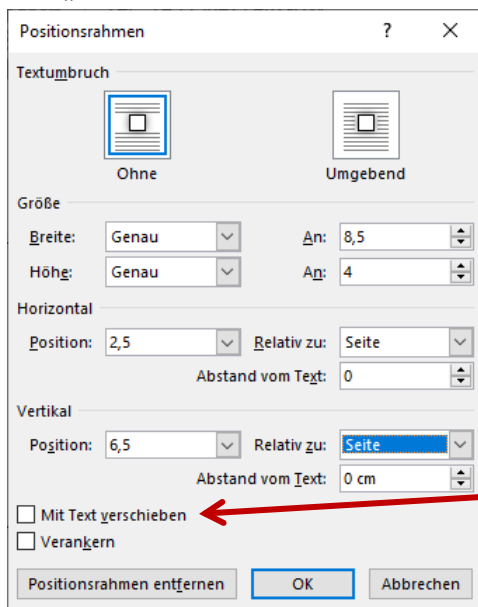 Positionsrahmen ? ×
Textumbruch
Ohne Umgebend
Größe
Breite: Genau An: 8,5
Höhe: Genau An: 4
Horizontal
Position: 2,5 Relativ zu: Seite
Abstand vom Text: 0
Vertikal
Position: 6,5 Relativ zu: Seite
Abstand vom Text: 0 cm
Mit Text verschieben
Verankern
Positionsrahmen entfernen OK Abbrechen